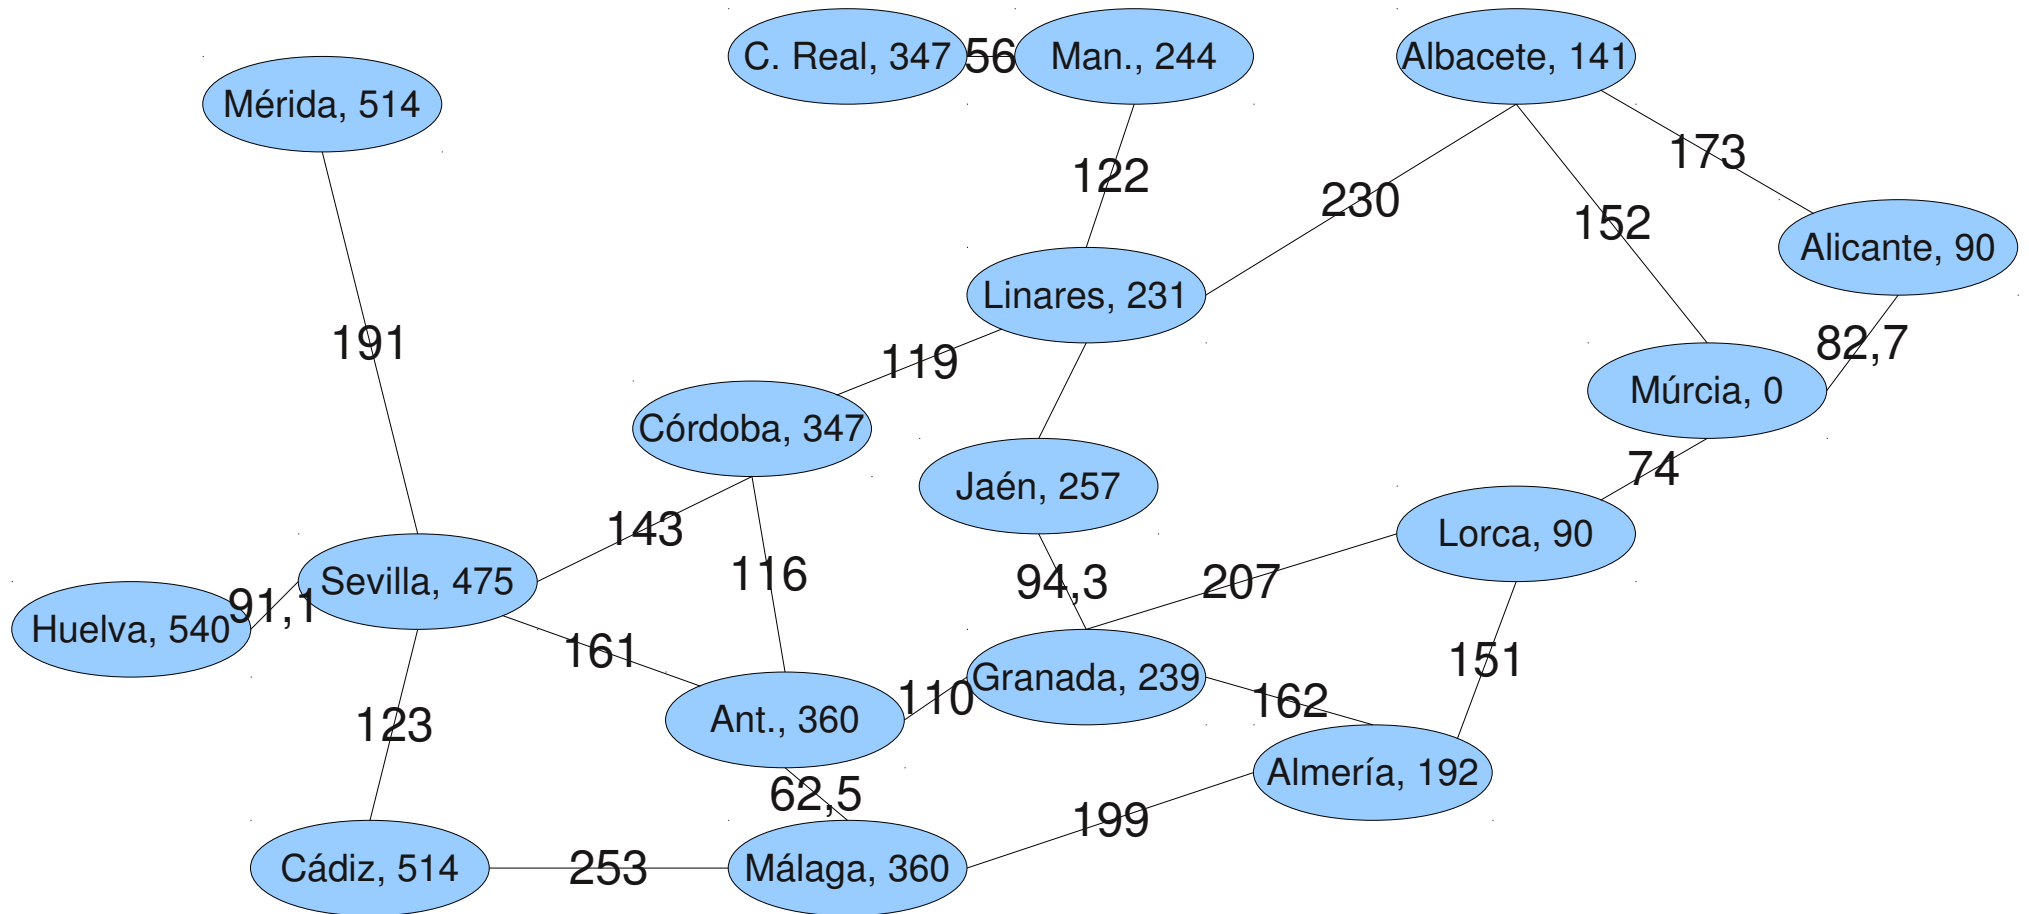 C. Real, 347
56
Man., 244
Albacete, 141
Mérida, 514
173
122
230
152
Alicante, 90
Linares, 231
191
119
82,7
Múrcia, 0
Córdoba, 347
74
Jaén, 257
143
Lorca, 90
116
94,3
207
Sevilla, 475
91,1
Huelva, 540
161
151
Granada, 239
110
162
123
Ant., 360
Almería, 192
62,5
199
Cádiz, 514
253
Málaga, 360